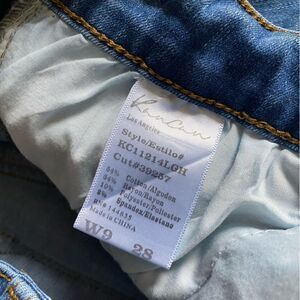 KanCan
Los Angeles
Style/Estilo#
KC11214LGH
Cut#39257
Cotton/Algodon
Rayon/Rayon
Polyester/Poliester
Spandex/Elastano
Made in CHINA
W9 28